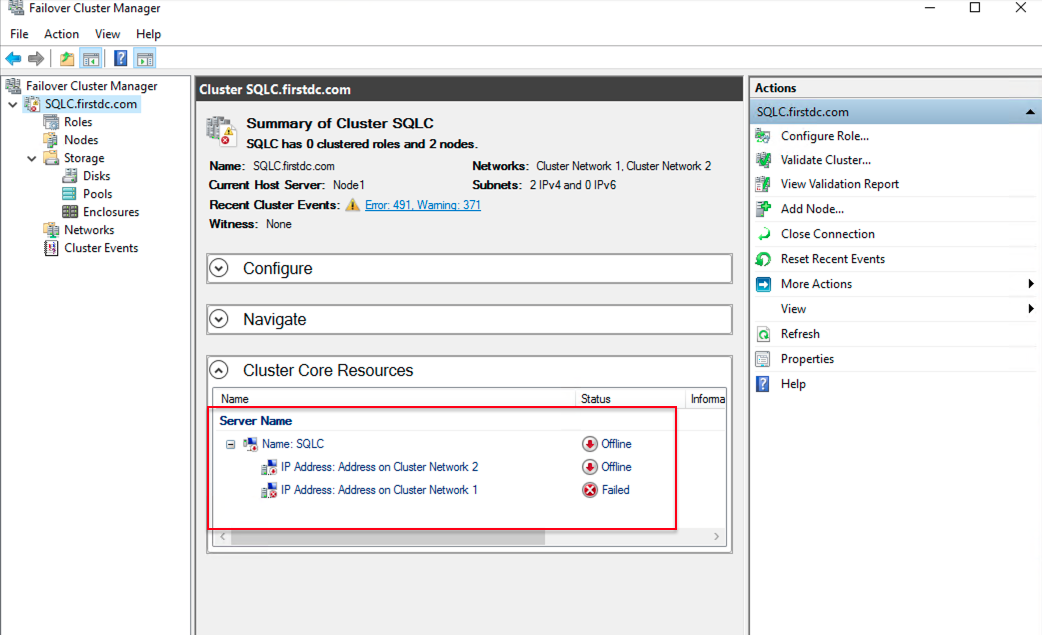 Failover Cluster Manager
File Action View Help
Failover Cluster Manager
SQLC.firstdc.com
Roles
Nodes
Storage
Disks
Pools
Enclosures
Networks
Cluster Events
Cluster SQLC.firstdc.com
Summary of Cluster SQLC
SQLC has 0 clustered roles and 2 nodes.
Name: SQLC.firstdc.com Networks: Cluster Network 1, Cluster Network 2
Current Host Server: Node1 Subnets: 2 IPv4 and 0 IPv6
Recent Cluster Events: Error: 491, Warning: 371
Witness: None
Configure
Navigate
Cluster Core Resources
Name Status Informa
Server Name
Name: SQLC Offline
IP Address: Address on Cluster Network 2 Offline
IP Address: Address on Cluster Network 1 Failed
Actions
SQLC.firstdc.com
Configure Role...
Validate Cluster...
View Validation Report
Add Node...
Close Connection
Reset Recent Events
More Actions
View
Refresh
Properties
Help